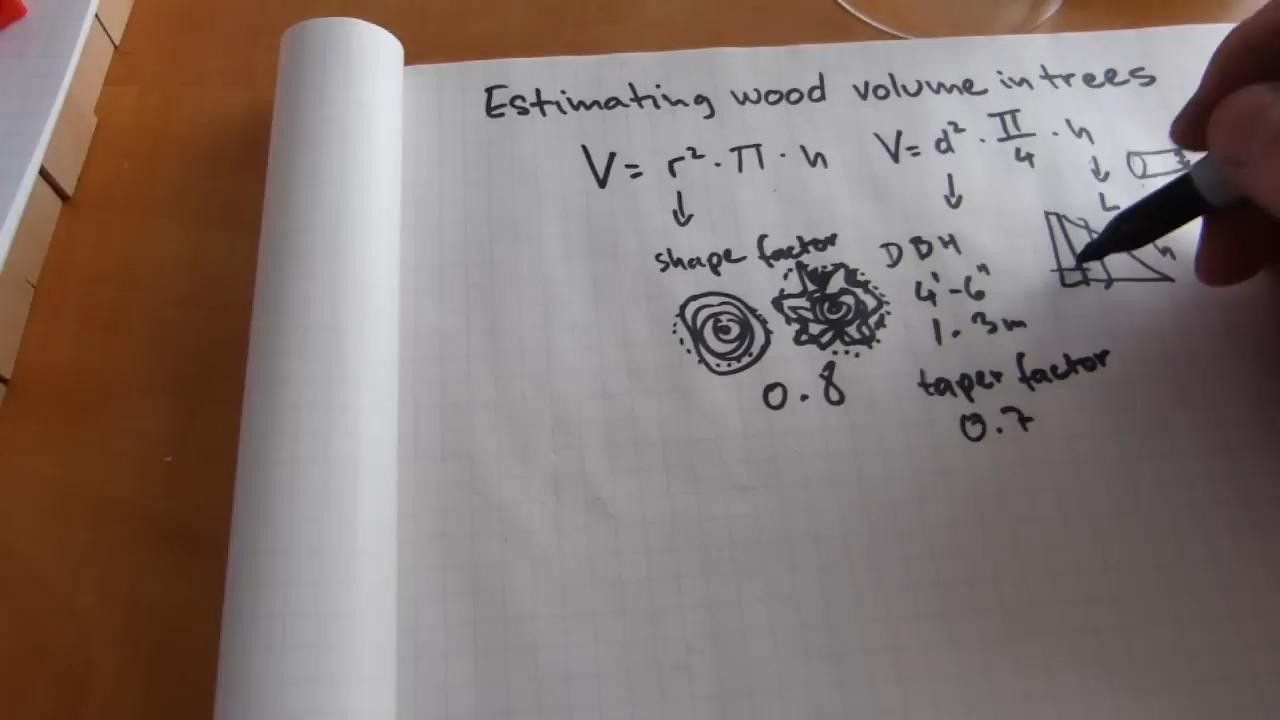 Estimating wood volume in trees
V = r² · π · h
V = d² · π/4 · h
L
shape factor
DBH
4'-6"
1.3m
h
0.8
taper factor
0.7